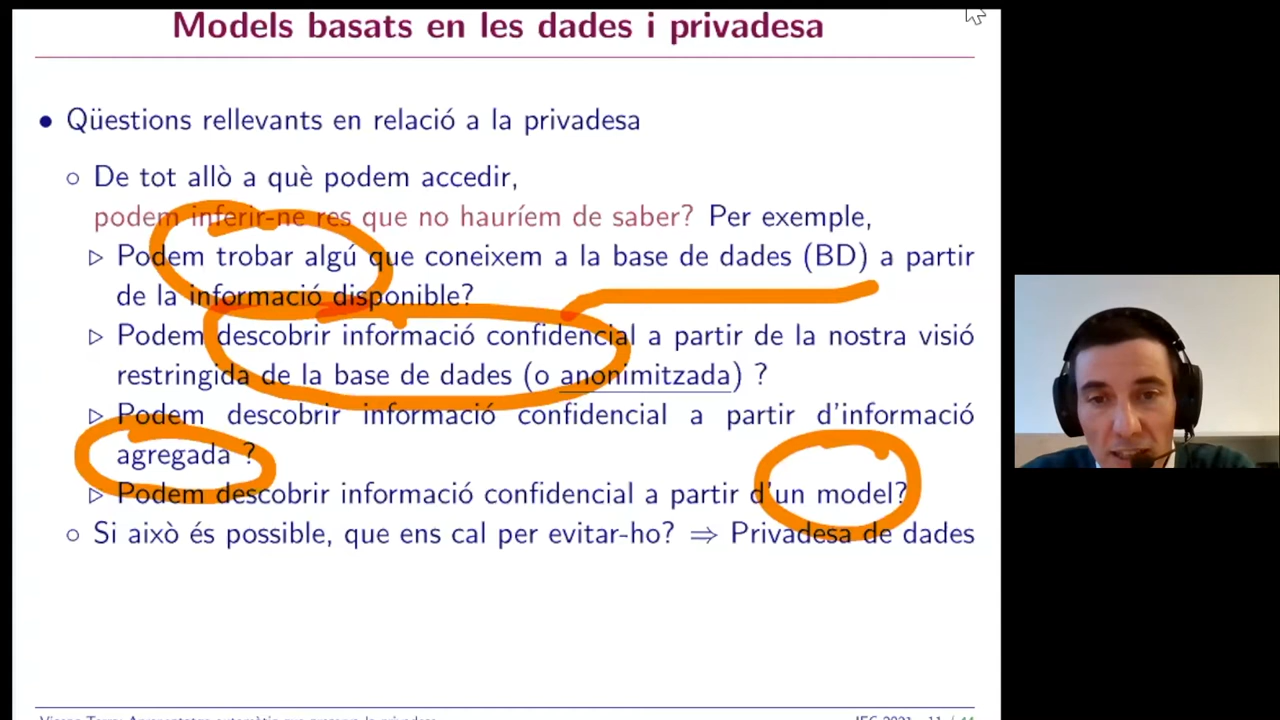 Models basats en les dades i privadesa
• Qüestions rellevants en relació a la privadesa
○ De tot allò a què podem accedir,
podem inferir-ne res que no hauríem de saber? Per exemple,
▷ Podem trobar algú que coneixem a la base de dades (BD) a partir
de la informació disponible?
▷ Podem descobrir informació confidencial a partir de la nostra visió
restringida de la base de dades (o anonimitzada) ?
▷ Podem descobrir informació confidencial a partir d'informació
agregada ?
▷ Podem descobrir informació confidencial a partir d'un model?
○ Si això és possible, que ens cal per evitar-ho? ⇒ Privadesa de dades